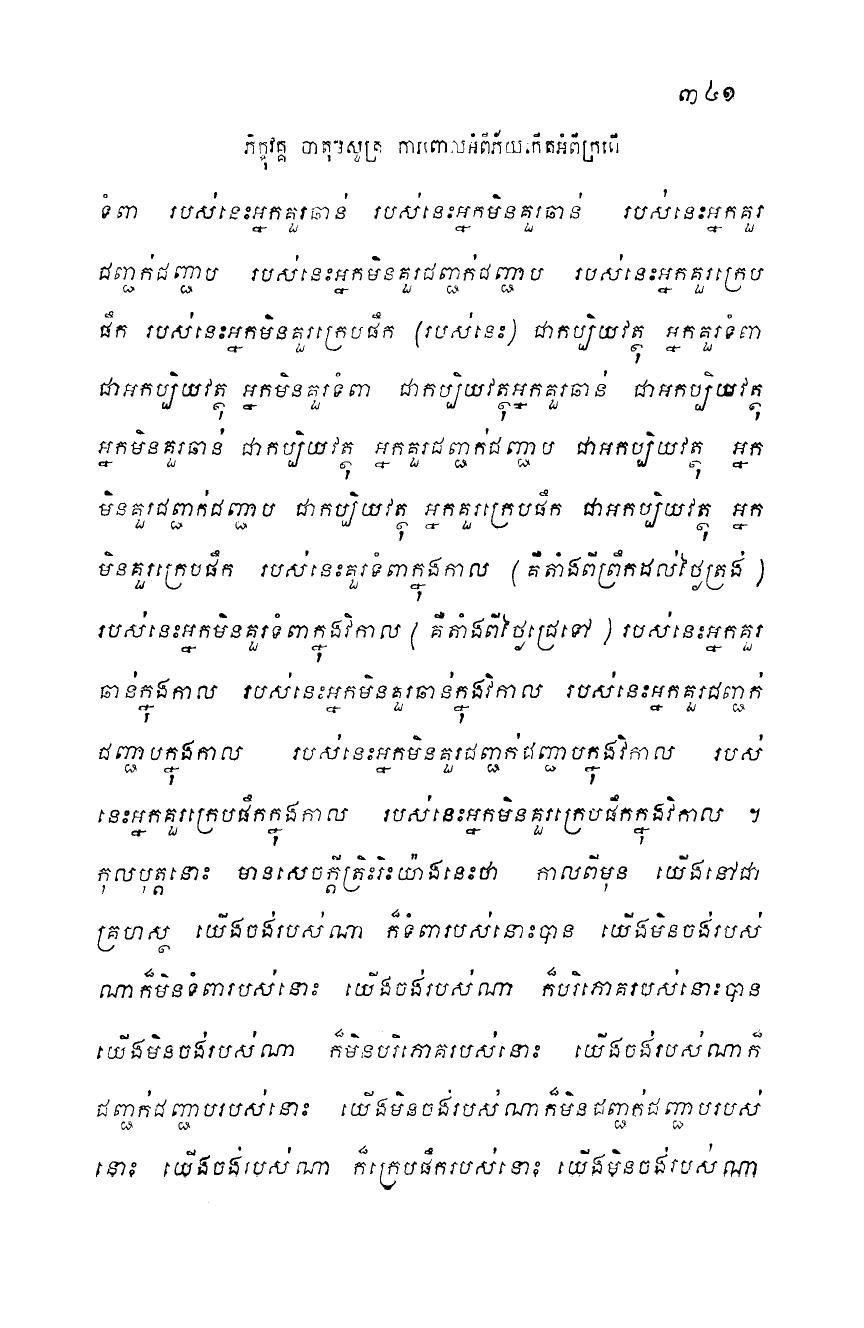 ៣៤១
ភិក្ខុវគ្គ ចាតុមសូត្រ ការពោលអំពីភ័យកើតអំពីក្រពើ
ទំពា របស់នេះអ្នកគួរឆាន់ របស់នេះអ្នកមិនគួរឆាន់ របស់នេះអ្នកគួរ
ជញ្ជក់ជញ្ជាប របស់នេះអ្នកមិនគួរជញ្ជក់ជញ្ជាប របស់នេះអ្នកគួរក្រេប
ផឹក របស់នេះអ្នកមិនគួរក្រេបផឹក (របស់នេះ) ជាកប្បិយវត្ថុ អ្នកគួរទំពា
ជាអកប្បិយវត្ថុ អ្នកមិនគួរទំពា ជាកប្បិយវត្ថុអ្នកគួរឆាន់ ជាអកប្បិយវត្ថុ
អ្នកមិនគួរឆាន់ ជាកប្បិយវត្ថុ អ្នកគួរជញ្ជក់ជញ្ជាប ជាអកប្បិយវត្ថុ អ្នក
មិនគួរជញ្ជក់ជញ្ជាប ជាកប្បិយវត្ថុ អ្នកគួរក្រេបផឹក ជាអកប្បិយវត្ថុ អ្នក
មិនគួរក្រេបផឹក របស់នេះគួរទំពាក្នុងកាល (គឺតាំងពីព្រឹកដល់ថ្ងៃត្រង់)
របស់នេះអ្នកមិនគួរទំពាក្នុងវិកាល (គឺតាំងពីថ្ងៃជ្រេទៅ) របស់នេះអ្នកគួរ
ឆាន់ក្នុងកាល របស់នេះអ្នកមិនគួរឆាន់ក្នុងវិកាល របស់នេះអ្នកគួរជញ្ជក់
ជញ្ជាបក្នុងកាល របស់នេះអ្នកមិនគួរជញ្ជក់ជញ្ជាបក្នុងវិកាល របស់
នេះអ្នកគួរក្រេបផឹកក្នុងកាល របស់នេះអ្នកមិនគួរក្រេបផឹកក្នុងវិកាល ។
កុលបុត្តនោះ មានសេចក្តីត្រិះរិះយ៉ាងនេះថា កាលពីមុន យើងនៅជា
គ្រហស្ថ យើងចង់របស់ណា ក៏ទំពារបស់នោះបាន យើងមិនចង់របស់
ណាក៏មិនទំពារបស់នោះ យើងចង់របស់ណា ក៏បរិភោគរបស់នោះបាន
យើងមិនចង់របស់ណា ក៏មិនបរិភោគរបស់នោះ យើងចង់របស់ណាក៏
ជញ្ជក់ជញ្ជាបរបស់នោះ យើងមិនចង់របស់ណាក៏មិនជញ្ជក់ជញ្ជាបរបស់
នោះ យើងចង់របស់ណា ក៏ក្រេបផឹករបស់នោះ យើងមិនចង់របស់ណា